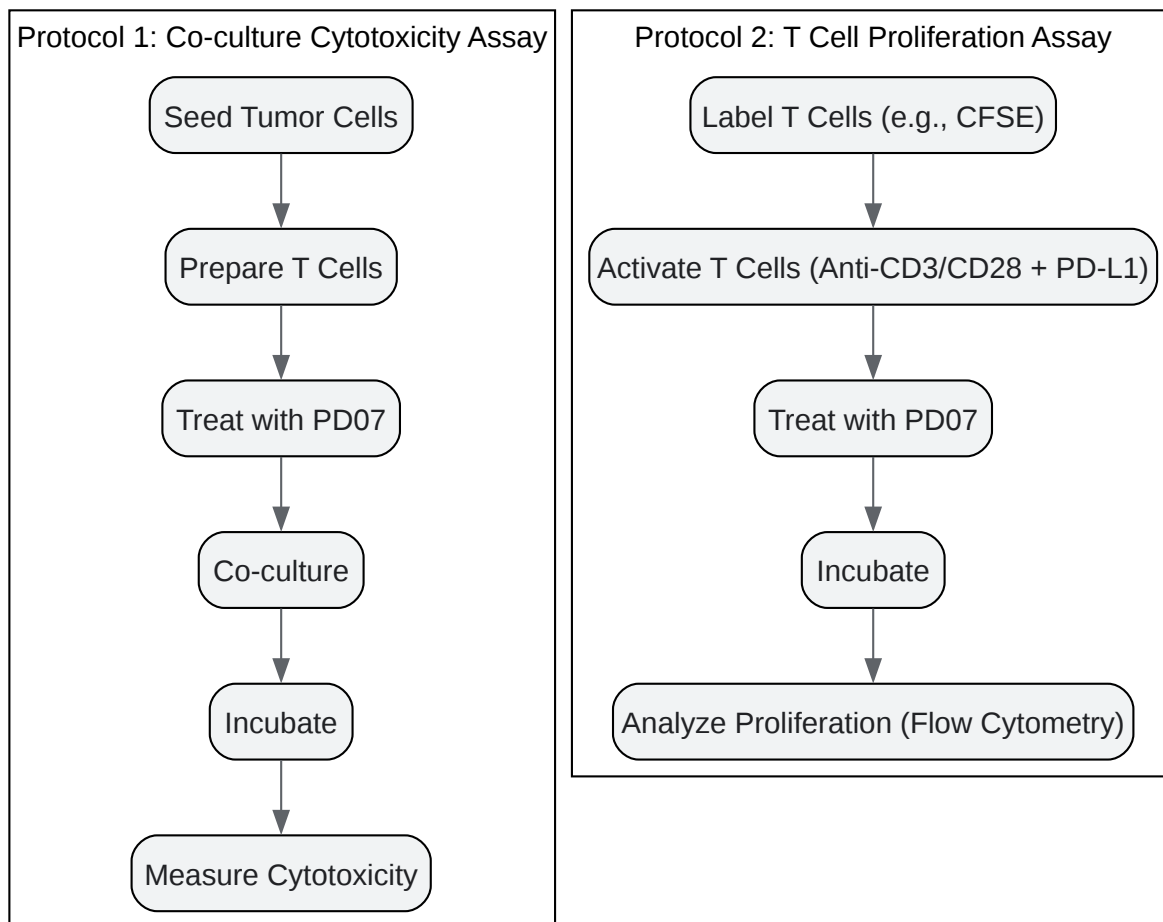 Protocol 1: Co-culture Cytotoxicity Assay
Seed Tumor Cells
Prepare T Cells
Treat with PD07
Co-culture
Incubate
Measure Cytotoxicity
Protocol 2: T Cell Proliferation Assay
Label T Cells (e.g., CFSE)
Activate T Cells (Anti-CD3/CD28 + PD-L1)
Treat with PD07
Incubate
Analyze Proliferation (Flow Cytometry)